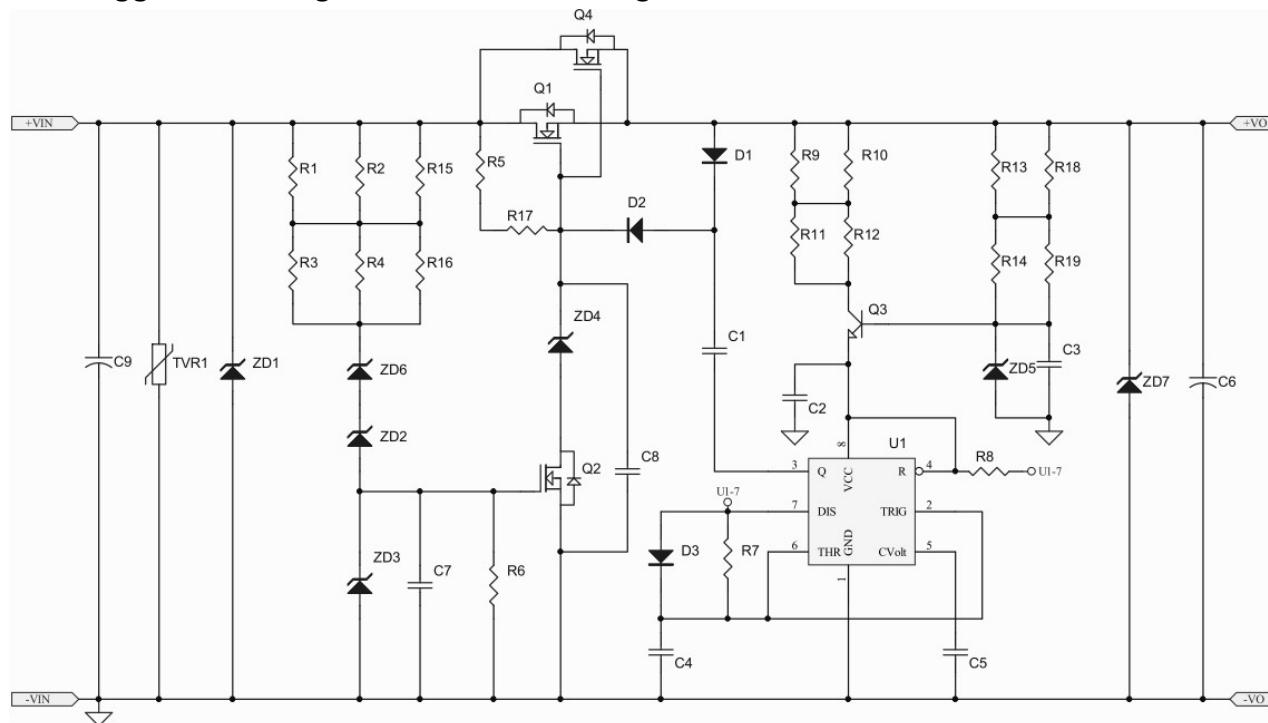 Q4
Q1
+VIN
+VO
R1
R2
R15
R5
D1
R9
R10
R13
R18
D2
R17
R11
R12
R3
R4
R16
R14
R19
Q3
ZD4
C1
C9
TVR1
ZD1
ZD6
ZD5
C3
ZD7
C6
C2
ZD2
U1
Q2
C8
8
R8
3
Q
VCC
R
4
U1-7
U1-7
7
DIS
TRIG
2
ZD3
C7
R6
D3
R7
6
THR
GND
CVolt
5
1
C4
C5
-VIN
-VO